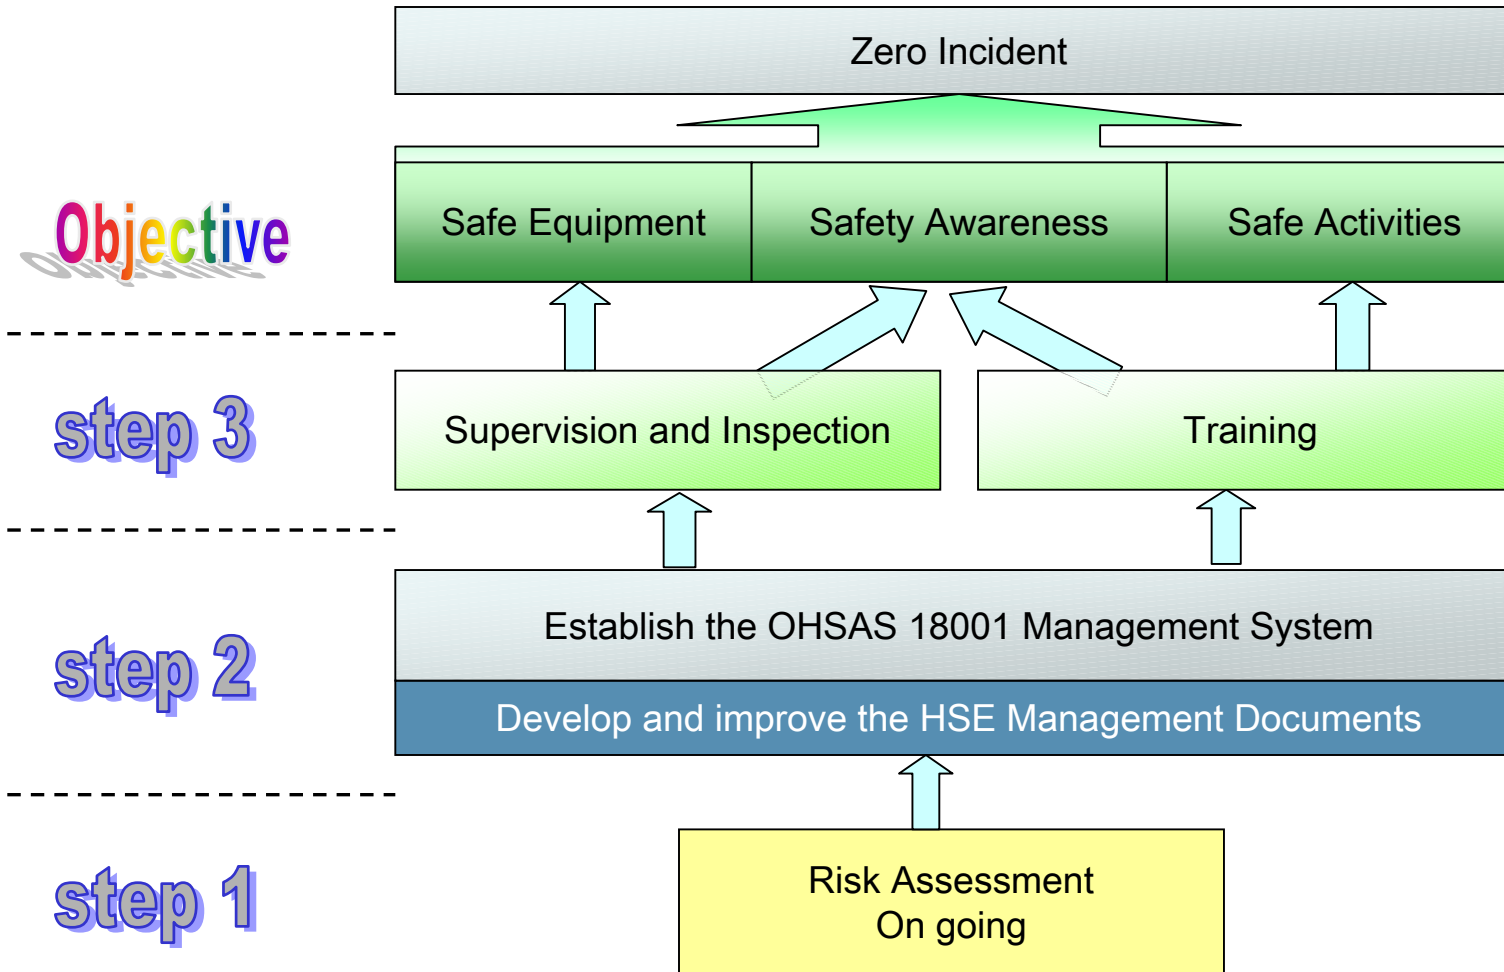 Zero Incident
Objective
Safe Equipment
Safety Awareness
Safe Activities
step 3
Supervision and Inspection
Training
step 2
Establish the OHSAS 18001 Management System
Develop and improve the HSE Management Documents
step 1
Risk Assessment
On going